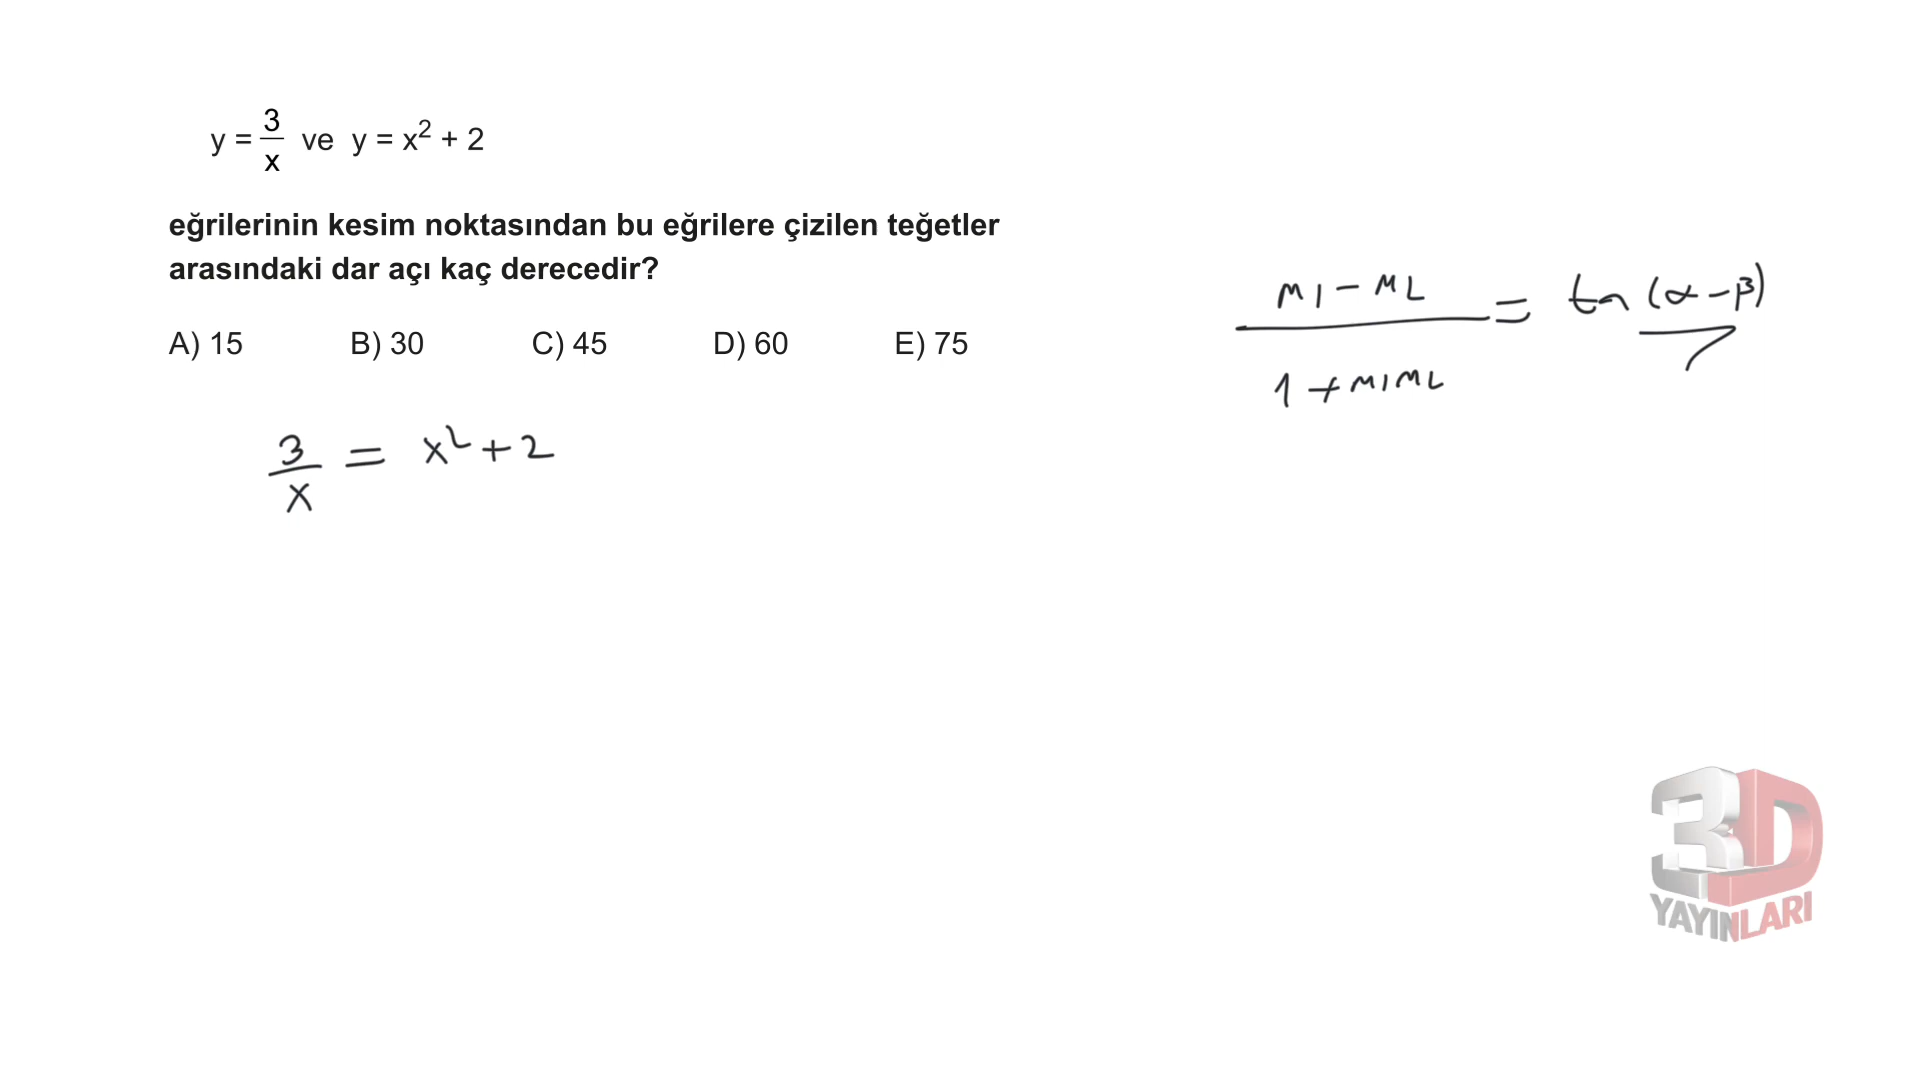 y = 3/x ve y = x² + 2
eğrilerinin kesim noktasından bu eğrilere çizilen teğetler
arasındaki dar açı kaç derecedir?
A) 15 B) 30 C) 45 D) 60 E) 75
3/x = x² + 2
(m1 - m2)/(1 + m1m2) = tan (α - β)
3D
YAYINLARI